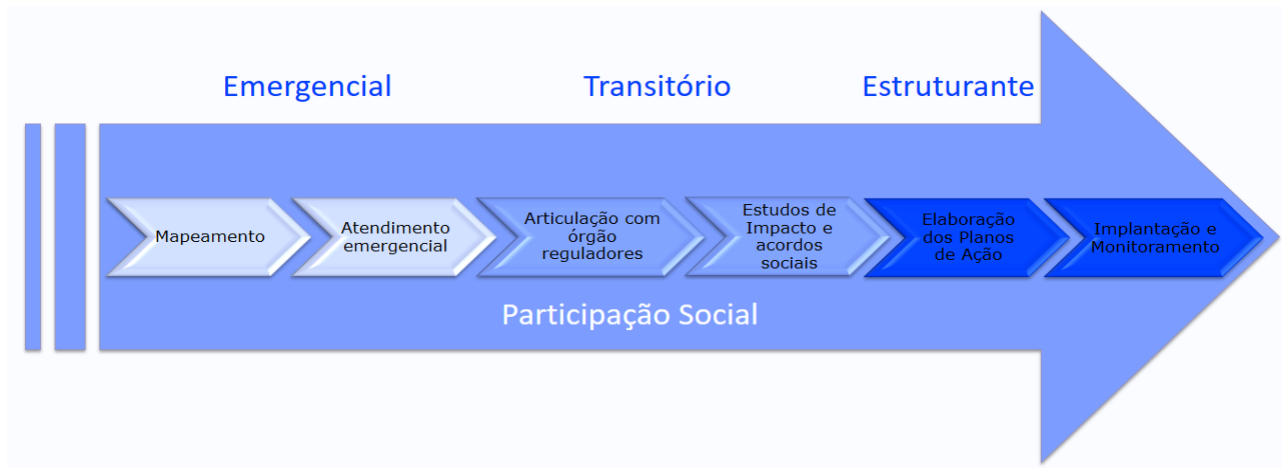 Emergencial
Transitório
Estruturante
Mapeamento
Atendimento
emergencial
Articulação com
órgão
reguladores
Estudos de
Impacto e
acordos
sociais
Elaboração
dos Planos
de Ação
Implantação e
Monitoramento
Participação Social